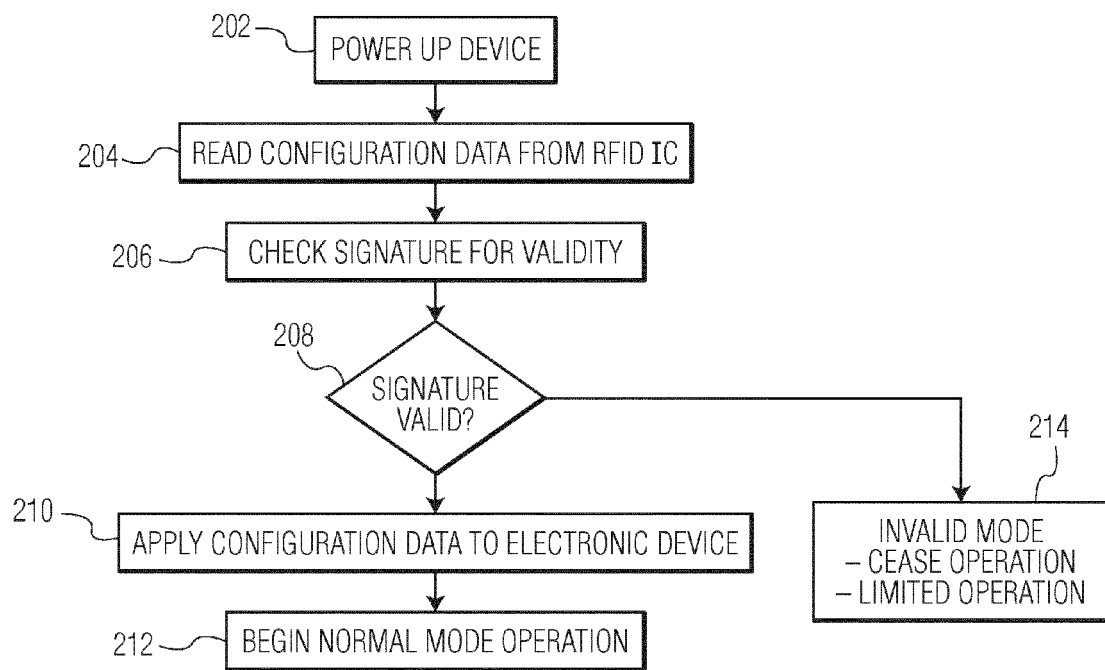 202
POWER UP DEVICE
204
READ CONFIGURATION DATA FROM RFID IC
206
CHECK SIGNATURE FOR VALIDITY
208
SIGNATURE
VALID?
214
210
APPLY CONFIGURATION DATA TO ELECTRONIC DEVICE
INVALID MODE
– CEASE OPERATION
– LIMITED OPERATION
212
BEGIN NORMAL MODE OPERATION